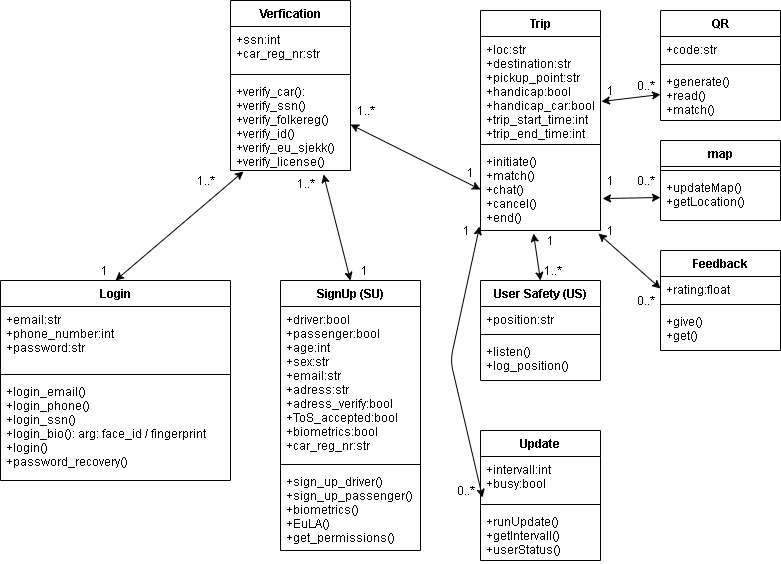 Verfication
+ssn:int
+car_reg_nr:str
+verify_car():
+verify_ssn()
+verify_folkereg()
+verify_id()
+verify_eu_sjekk()
+verify_license()
1..*
1
1..*
1
1..*
1
Trip
+loc:str
+destination:str
+pickup_point:str
+handicap:bool
+handicap_car:bool
+trip_start_time:int
+trip_end_time:int
+initiate()
+match()
+chat()
+cancel()
+end()
QR
+code:str
+generate()
+read()
+match()
1
0..*
map
+updateMap()
+getLocation()
1
0..*
Feedback
+rating:float
+give()
+get()
1
0..*
Login
+email:str
+phone_number:int
+password:str
+login_email()
+login_phone()
+login_ssn()
+login_bio(): arg: face_id / fingerprint
+login()
+password_recovery()
SignUp (SU)
+driver:bool
+passenger:bool
+age:int
+sex:str
+email:str
+adress:str
+adress_verify:bool
+ToS_accepted:bool
+biometrics:bool
+car_reg_nr:str
+sign_up_driver()
+sign_up_passenger()
+biometrics()
+EuLA()
+get_permissions()
1
1..*
User Safety (US)
+position:str
+listen()
+log_position()
1
0..*
Update
+intervall:int
+busy:bool
+runUpdate()
+getIntervall()
+userStatus()